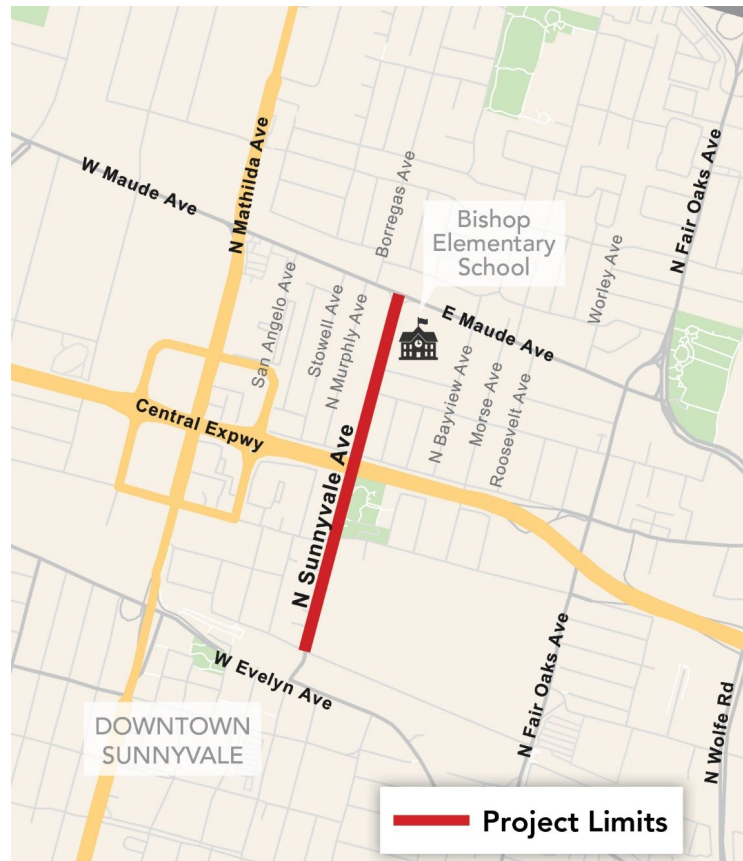 N Mathilda Ave
W Maude Ave
Borregas Ave
N Fair Oaks Ave
Bishop
Elementary
School
Worley Ave
San Angelo Ave
Stowell Ave
N Murphly Ave
E Maude Ave
N Bayview Ave
Morse Ave
Roosevelt Ave
Central Expwy
N Sunnyvale Ave
W Evelyn Ave
N Fair Oaks Ave
N Wolfe Rd
DOWNTOWN
SUNNYVALE
Project Limits